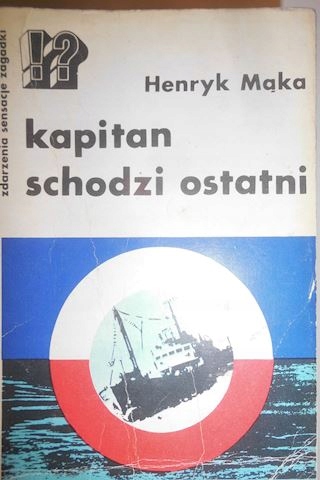 zdarzenia sensacje zagadki
!?
Henryk Mąka
kapitan
schodzi ostatni